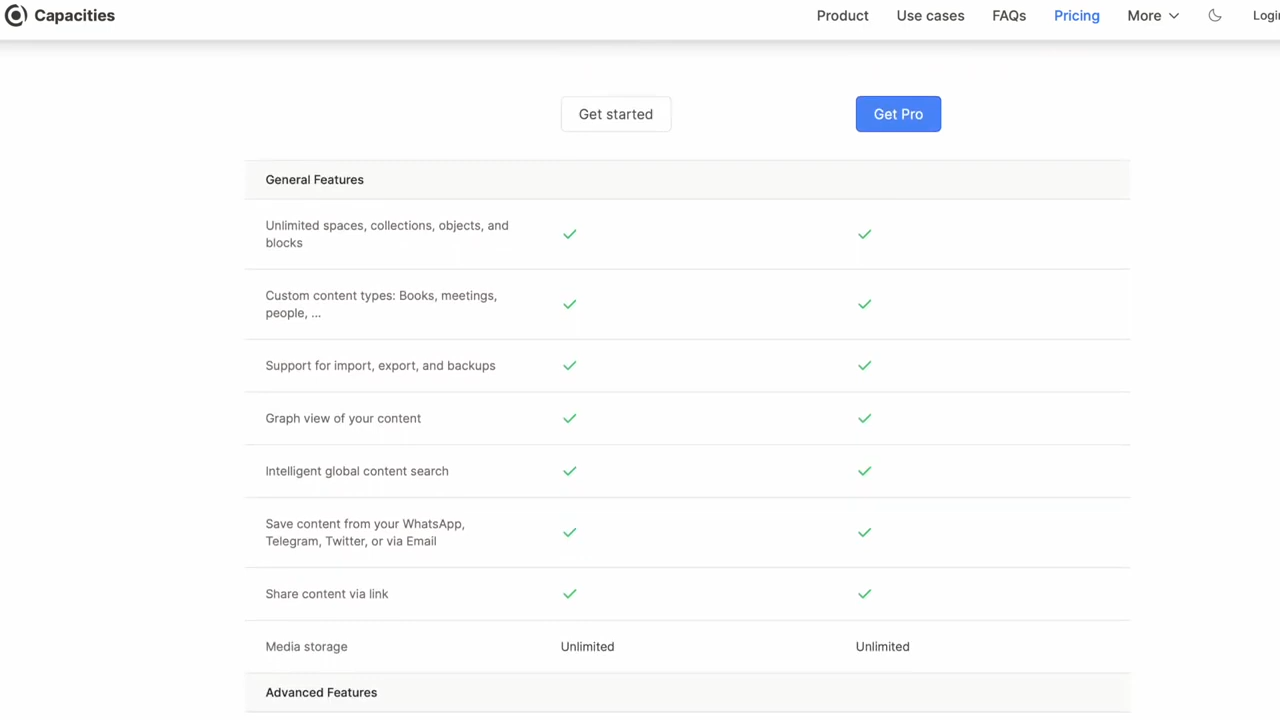 Capacities
Product Use cases FAQs Pricing More
Get started Get Pro
General Features
Unlimited spaces, collections, objects, and
blocks
Custom content types: Books, meetings,
people, ...
Support for import, export, and backups
Graph view of your content
Intelligent global content search
Save content from your WhatsApp,
Telegram, Twitter, or via Email
Share content via link
Media storage Unlimited Unlimited
Advanced Features